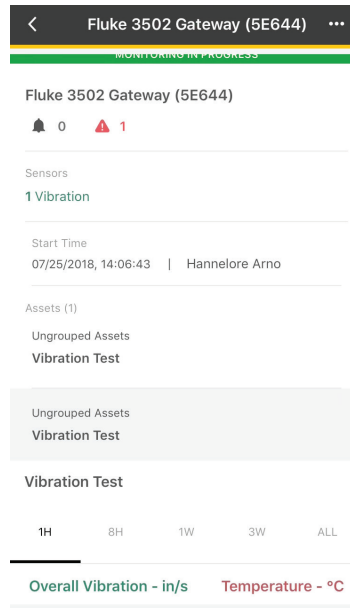 Fluke 3502 Gateway (5E644)
MONITORING IN PROGRESS
Fluke 3502 Gateway (5E644)
0 1
Sensors
1 Vibration
Start Time
07/25/2018, 14:06:43 | Hannelore Arno
Assets (1)
Ungrouped Assets
Vibration Test
Ungrouped Assets
Vibration Test
Vibration Test
1H 8H 1W 3W ALL
Overall Vibration - in/s Temperature - °C